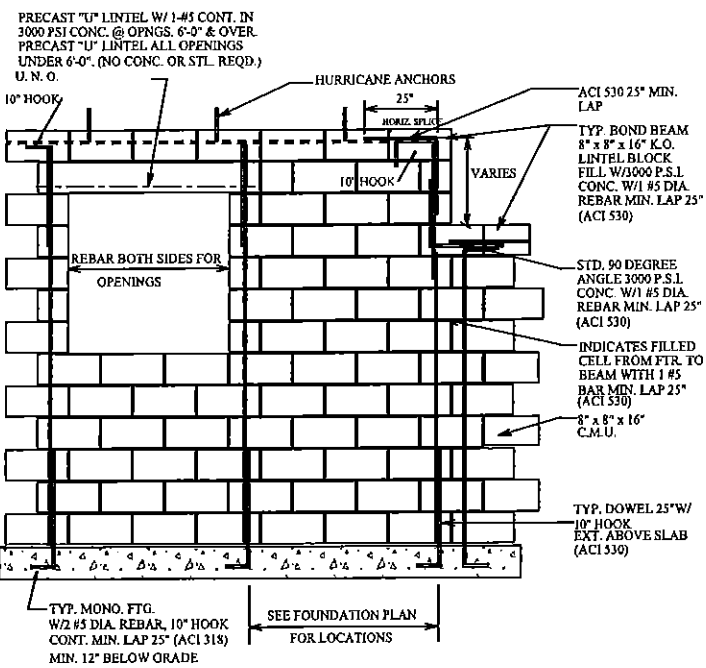 PRECAST "U" LINTEL W/ 1-#5 CONT. IN
3000 PSI CONC. @ OPNGS. 6'-0" & OVER
PRECAST "U" LINTEL ALL OPENINGS
UNDER 6'-0". (NO CONC. OR STL. REQD.)
U. N. O.
10" HOOK
HURRICANE ANCHORS
25"
HORIZ. SPLICE
10" HOOK
VARIES
ACI 530 25" MIN.
LAP
TYP. BOND BEAM
8" x 8" x 16" K.O.
LINTEL BLOCK
FILL W/3000 P.S.I.
CONC. W/1 #5 DIA.
REBAR MIN. LAP 25"
(ACI 530)
REBAR BOTH SIDES FOR
OPENINGS
STD. 90 DEGREE
ANGLE 3000 P.S.I.
CONC. W/1 #5 DIA.
REBAR MIN. LAP 25"
(ACI 530)
INDICATES FILLED
CELL FROM FTR. TO
BEAM WITH 1 #5
BAR MIN. LAP 25"
(ACI 530)
8" x 8" x 16"
C.M.U.
TYP. DOWEL 25"W/
10" HOOK
EXT. ABOVE SLAB
(ACI 530)
TYP. MONO. FTG.
W/2 #5 DIA. REBAR, 10" HOOK
CONT. MIN. LAP 25" (ACI 318)
MIN. 12" BELOW GRADE
SEE FOUNDATION PLAN
FOR LOCATIONS